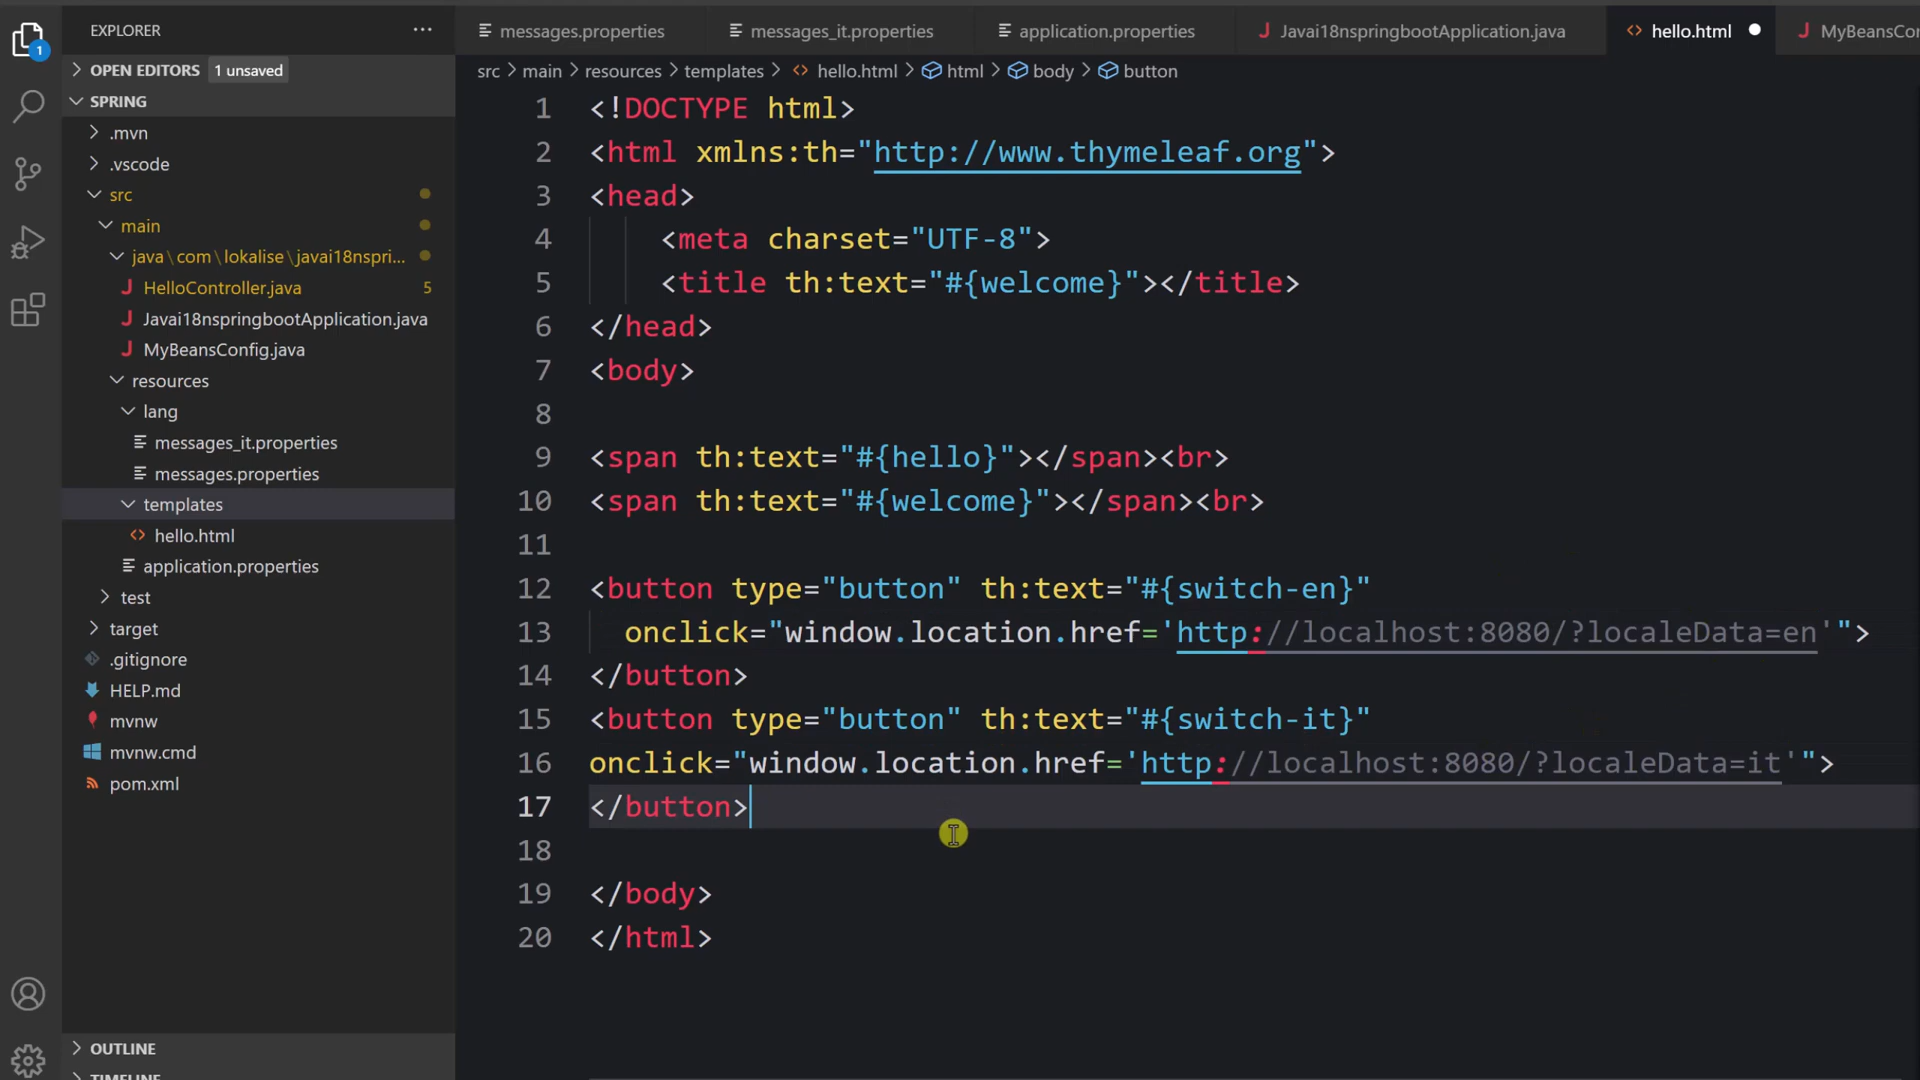 EXPLORER
1
OPEN EDITORS 1 unsaved
SPRING
.mvn
.vscode
src
main
java\com\lokalise\javai18nspri...
HelloController.java 5
Javai18nspringbootApplication.java
MyBeansConfig.java
resources
lang
messages_it.properties
messages.properties
templates
hello.html
application.properties
test
target
.gitignore
HELP.md
mvnw
mvnw.cmd
pom.xml
OUTLINE
TIMELINE
messages.properties messages_it.properties application.properties Javai18nspringbootApplication.java hello.html MyBeansCo
src > main > resources > templates > hello.html > html > body > button
1 <!DOCTYPE html>
2 <html xmlns:th="http://www.thymeleaf.org">
3 <head>
4 <meta charset="UTF-8">
5 <title th:text="#{welcome}"></title>
6 </head>
7 <body>
8
9 <span th:text="#{hello}"></span><br>
10 <span th:text="#{welcome}"></span><br>
11
12 <button type="button" th:text="#{switch-en}"
13 onclick="window.location.href='http://localhost:8080/?localeData=en'">
14 </button>
15 <button type="button" th:text="#{switch-it}"
16 onclick="window.location.href='http://localhost:8080/?localeData=it'">
17 </button>
18
19 </body>
20 </html>